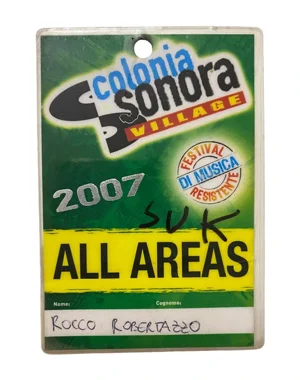 colonia
sonora
VILLAGE
FESTIVAL
DI MUSICA
RESISTENTE
2007
SUK
ALL AREAS
Nome: Cognome:
ROCCO ROBERTAZZO